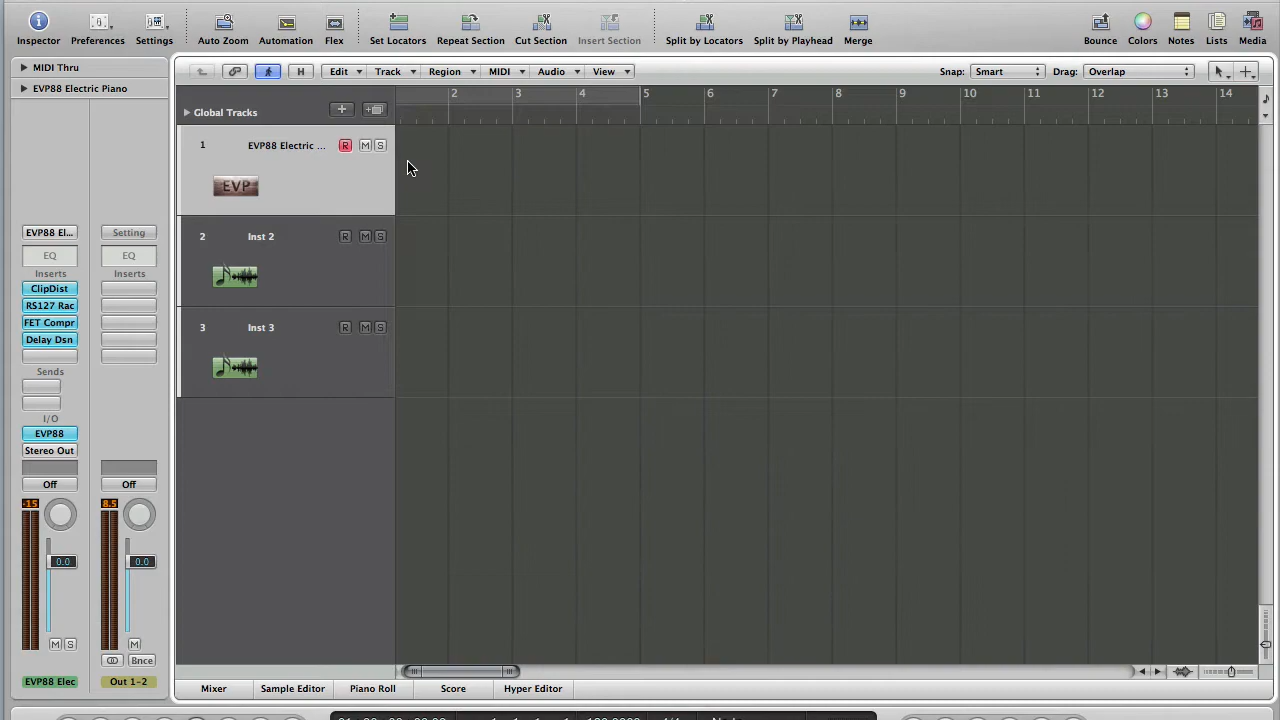 Inspector Preferences Settings Auto Zoom Automation Flex Set Locators Repeat Section Cut Section Insert Section Split by Locators Split by Playhead Merge Bounce Colors Notes Lists Media
MIDI Thru
EVP88 Electric Piano
H Edit Track Region MIDI Audio View Snap: Smart Drag: Overlap
2 3 4 5 6 7 8 9 10 11 12 13 14
Global Tracks
1 EVP88 Electric ... R M S
EVP
2 Inst 2 R M S
3 Inst 3 R M S
EVP88 El... Setting
EQ EQ
Inserts Inserts
ClipDist
RS127 Rac
FET Compr
Delay Dsn
Sends
I/O
EVP88
Stereo Out
Off Off
-15 8.5
0.0 0.0
M S M
Bnce
EVP88 Elec Out 1-2
Mixer Sample Editor Piano Roll Score Hyper Editor